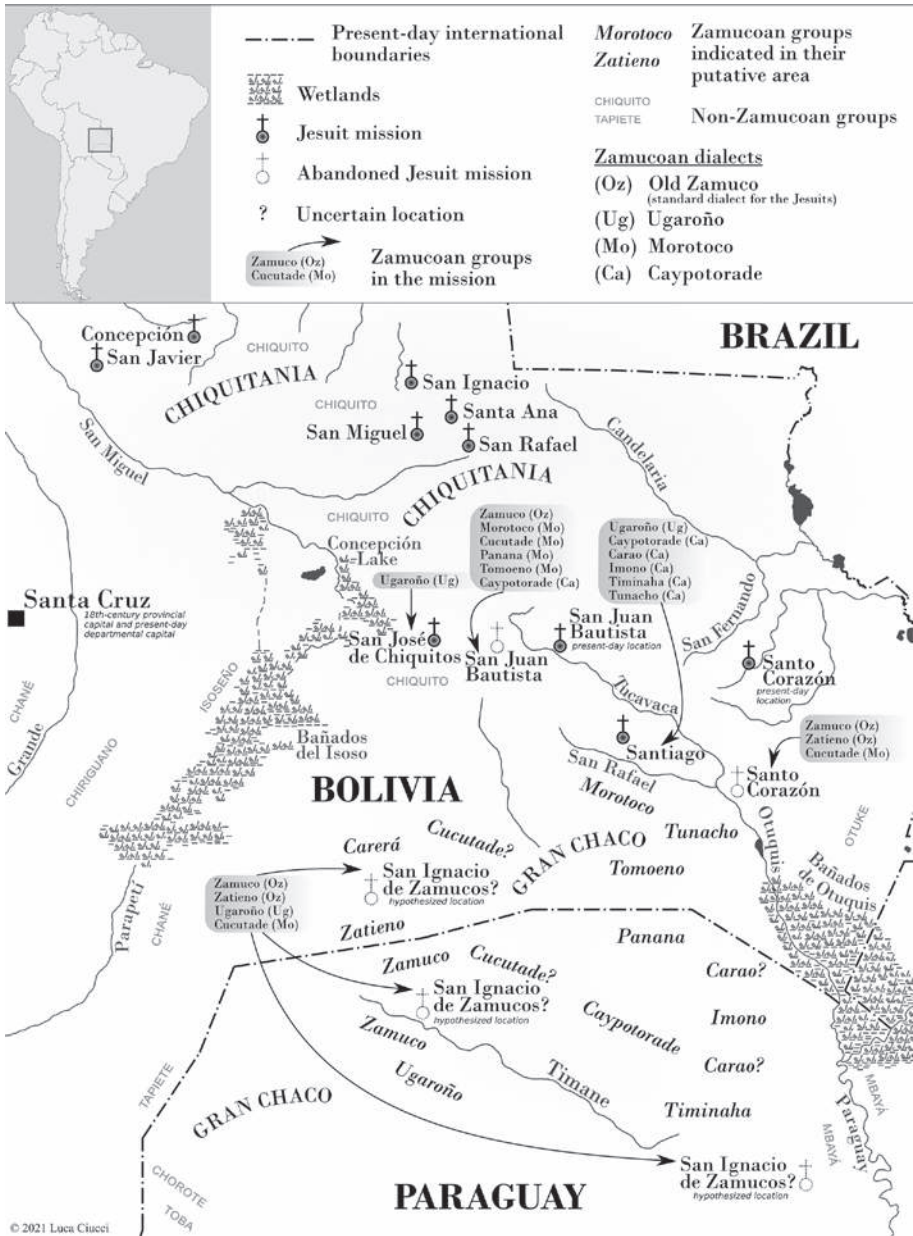 Present-day international
boundaries
Wetlands
Jesuit mission
Abandoned Jesuit mission
? Uncertain location
Zamuco (Oz)
Cucutade (Mo)
Zamucoan groups
in the mission
Morotoco
Zatieno
Zamucoan groups
indicated in their
putative area
CHIQUITO
TAPIETE
Non-Zamucoan groups
Zamucoan dialects
(Oz) Old Zamuco
(standard dialect for the Jesuits)
(Ug) Ugaroño
(Mo) Morotoco
(Ca) Caypotorade
BRAZIL
Concepción
San Javier
CHIQUITO
CHIQUITANIA
San Ignacio
CHIQUITO
Santa Ana
San Miguel
San Rafael
San Miguel
Candelaria
CHIQUITANIA
CHIQUITO
Concepción
Lake
Ugaroño (Ug)
Zamuco (Oz)
Morotoco (Mo)
Cucutade (Mo)
Panana (Mo)
Tomoeno (Mo)
Caypotorade (Ca)
Ugaroño (Ug)
Caypotorade (Ca)
Carao (Ca)
Imono (Ca)
Timinaha (Ca)
Tunacho (Ca)
Santa Cruz
18th-century provincial
capital and present-day
departmental capital
San José
de Chiquitos
CHIQUITO
San Juan
Bautista
San Juan
Bautista
present-day location
San Fernando
Santo
Corazón
present-day
location
Tucavaca
CHANÉ
Grande
ISOSEÑO
CHIRIGUANO
Bañados
del Isoso
Santiago
San Rafael
Morotoco
Zamuco (Oz)
Zatieno (Oz)
Cucutade (Mo)
Santo
Corazón
BOLIVIA
Otuquis
OTUKE
Tunacho
Cucutade?
Carerá
GRAN CHACO
Tomoeno
San Ignacio
de Zamucos?
hypothesized location
Bañados
de Otuquis
Zamuco (Oz)
Zatieno (Oz)
Ugaroño (Ug)
Cucutade (Mo)
Parapetí
CHANÉ
Zatieno
Panana
Zamuco
Cucutade?
Carao?
San Ignacio
de Zamucos?
hypothesized location
Caypotorade
Imono
Zamuco
Ugaroño
Timane
Carao?
TAPIETE
GRAN CHACO
Timinaha
MBAYÁ
Paraguay
MBAYÁ
San Ignacio
de Zamucos?
hypothesized location
CHOROTE
TOBA
PARAGUAY
© 2021 Luca Ciucci